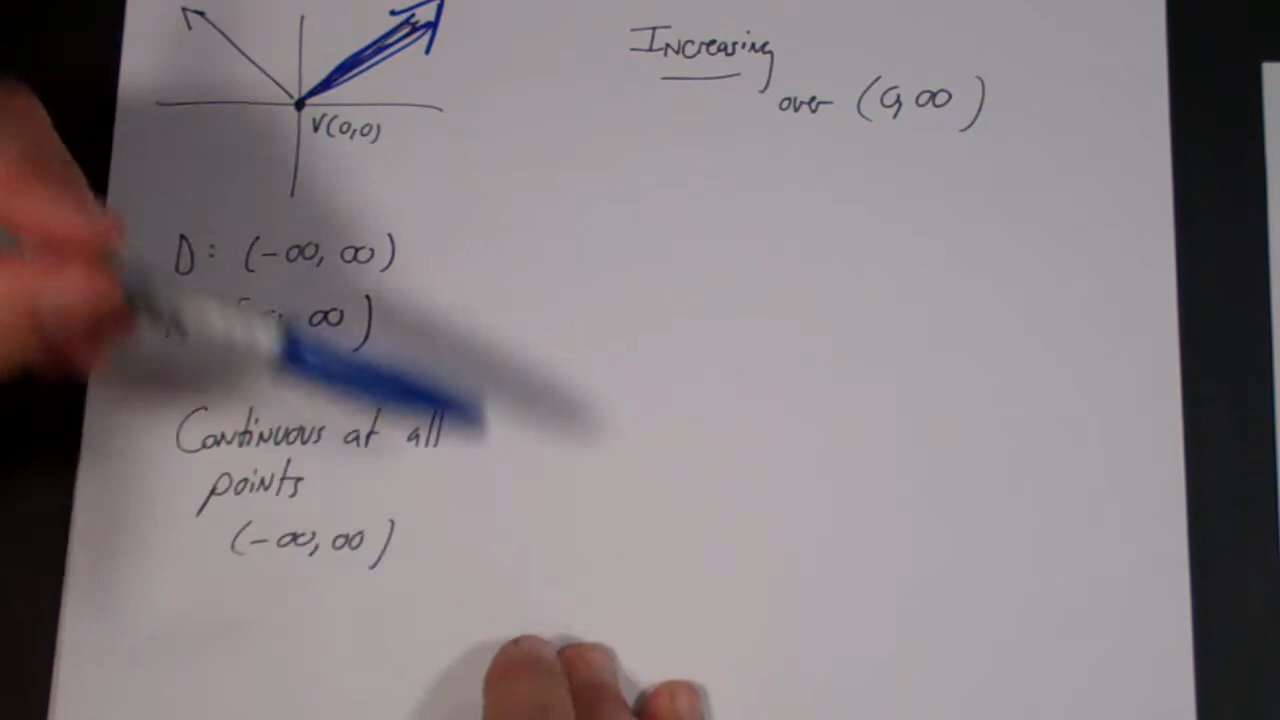 V(0,0)
D: (-∞, ∞)
∞)
Continuous at all
points
(-∞, ∞)
Increasing
over (0, ∞)